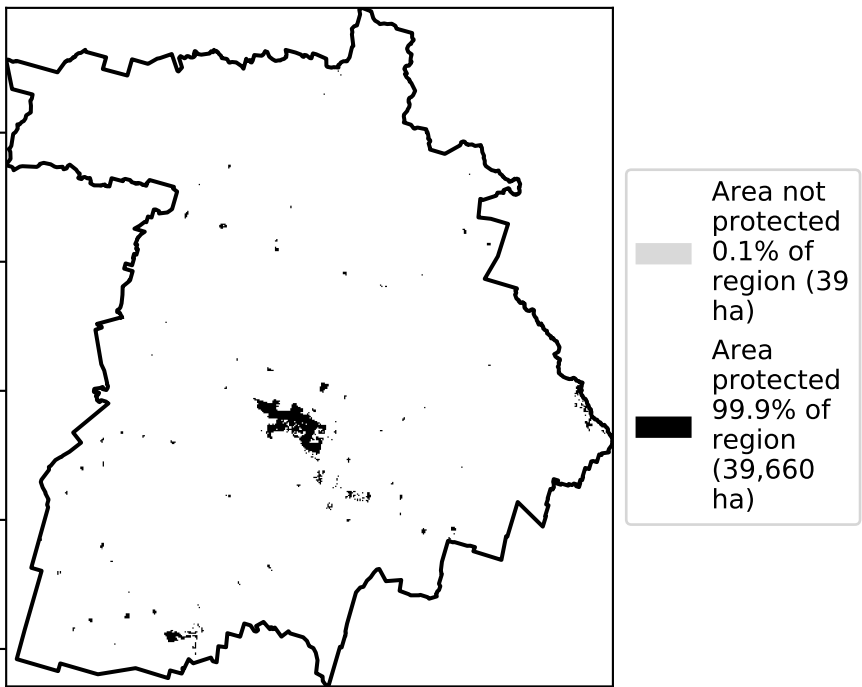 Area not
protected
0.1% of
region (39
ha)
Area
protected
99.9% of
region
(39,660
ha)